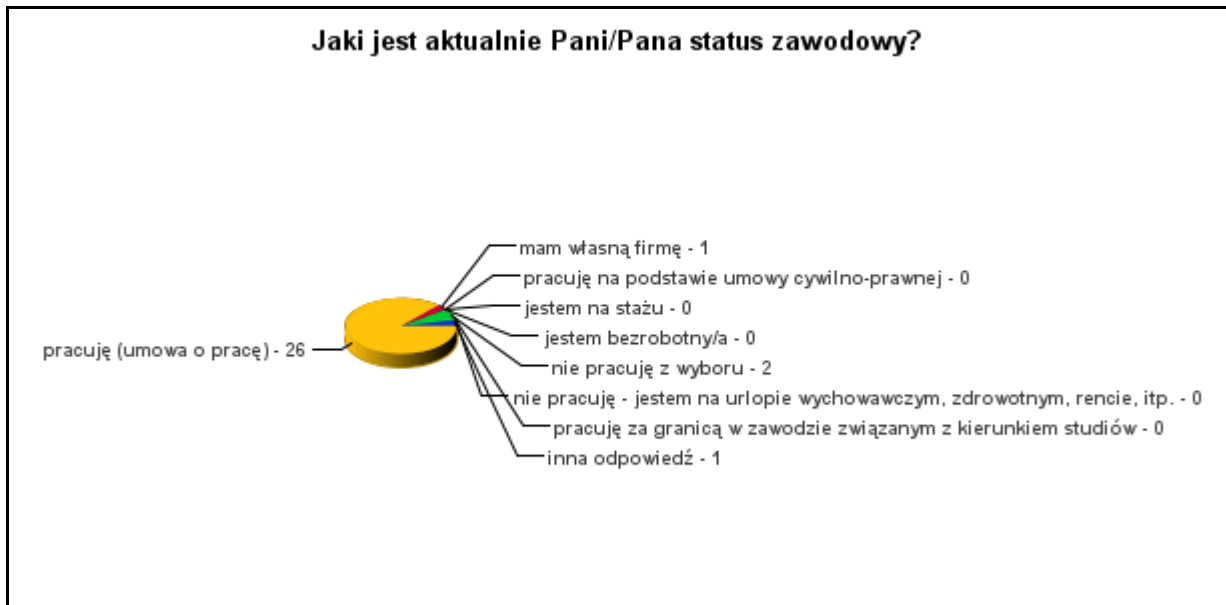 Jaki jest aktualnie Pani/Pana status zawodowy?
mam własną firmę - 1
pracuję na podstawie umowy cywilno-prawnej - 0
jestem na stażu - 0
jestem bezrobotny/a - 0
pracuję (umowa o pracę) - 26
nie pracuję z wyboru - 2
nie pracuję - jestem na urlopie wychowawczym, zdrowotnym, rencie, itp. - 0
pracuję za granicą w zawodzie związanym z kierunkiem studiów - 0
inna odpowiedź - 1